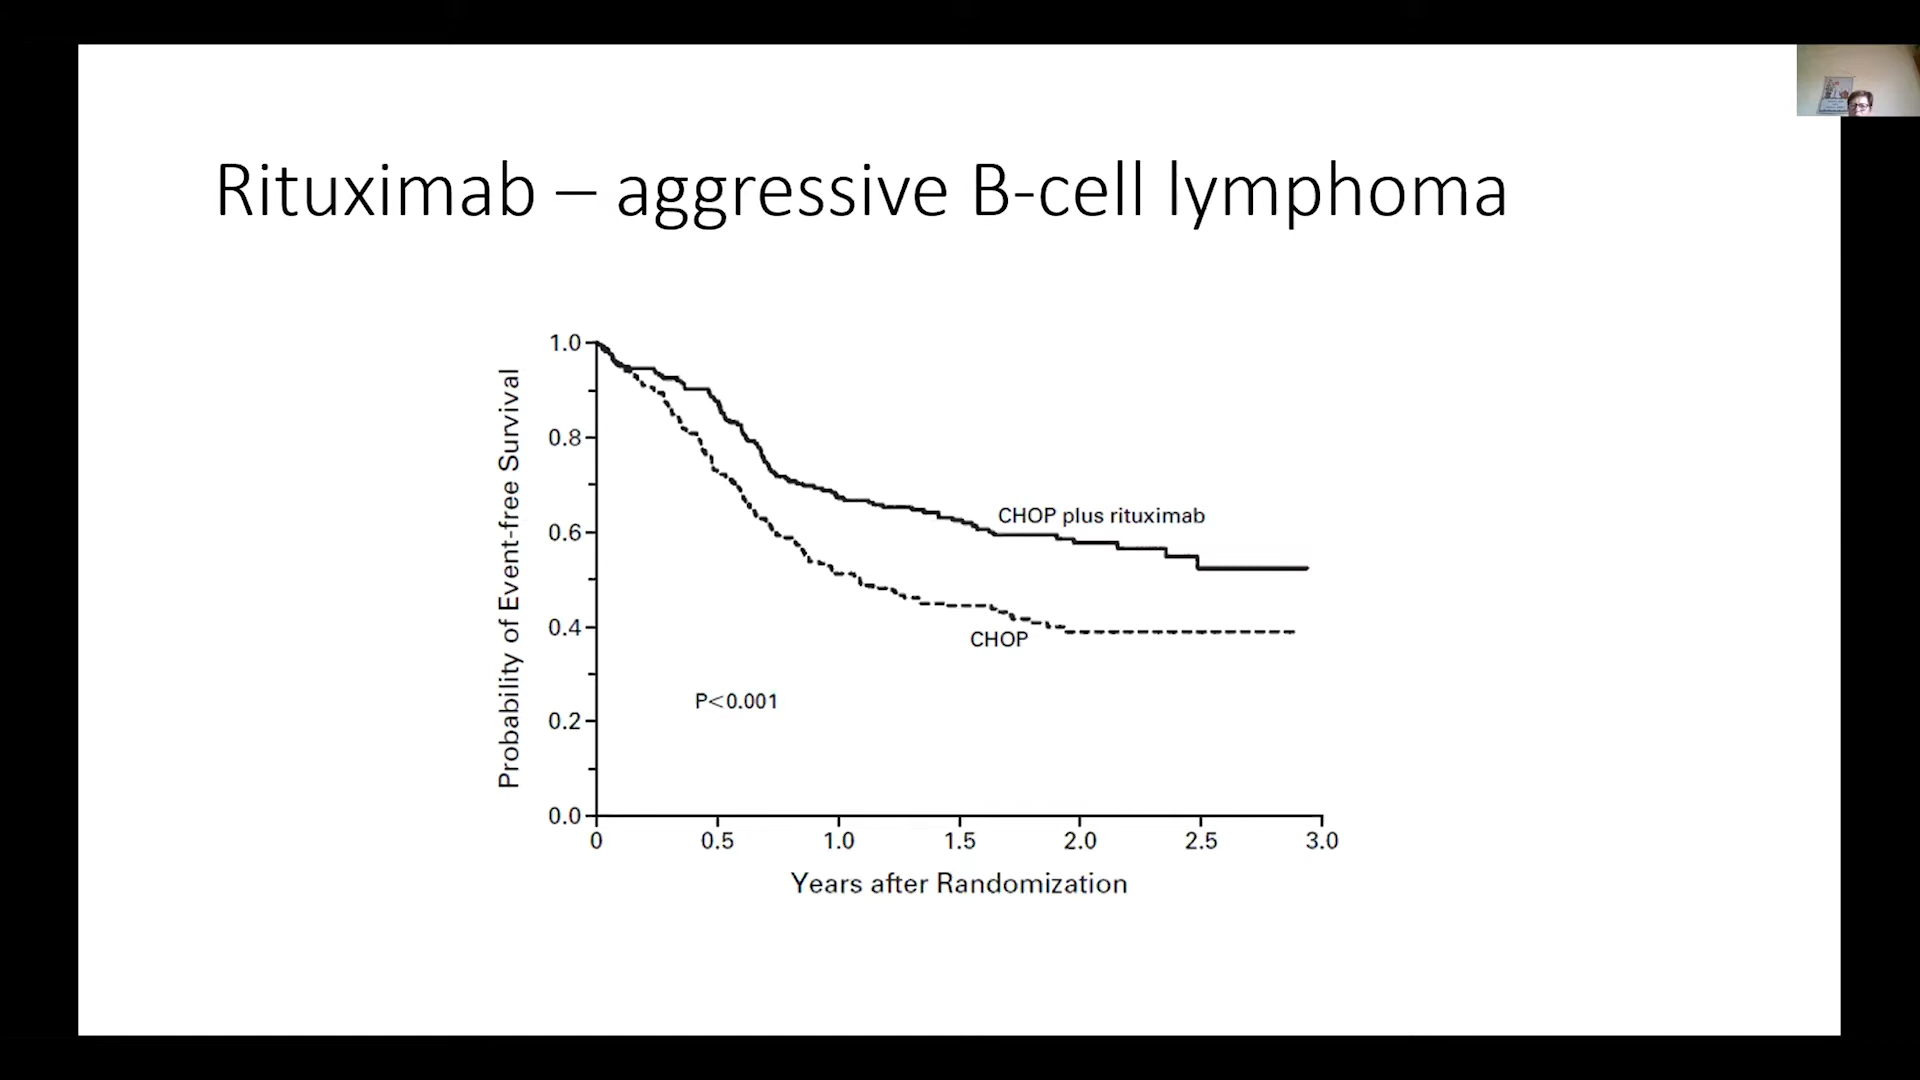 Rituximab – aggressive B-cell lymphoma
Probability of Event-free Survival
1.0
0.8
0.6
0.4
0.2
0.0
CHOP plus rituximab
CHOP
P<0.001
0 0.5 1.0 1.5 2.0 2.5 3.0
Years after Randomization